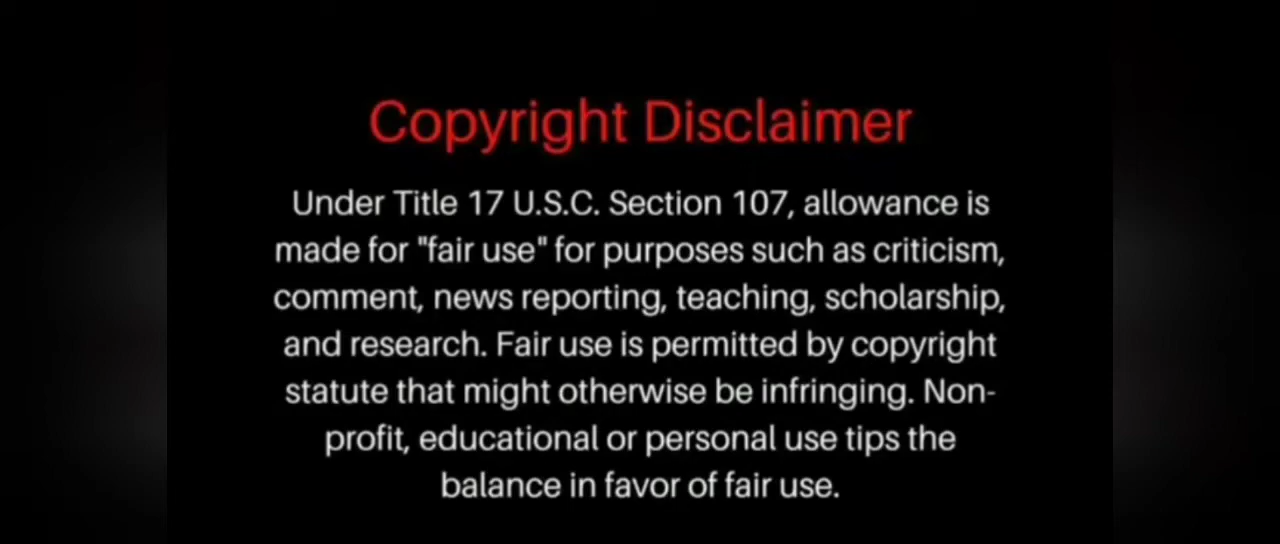 Copyright Disclaimer
Under Title 17 U.S.C. Section 107, allowance is
made for "fair use" for purposes such as criticism,
comment, news reporting, teaching, scholarship,
and research. Fair use is permitted by copyright
statute that might otherwise be infringing. Non-
profit, educational or personal use tips the
balance in favor of fair use.